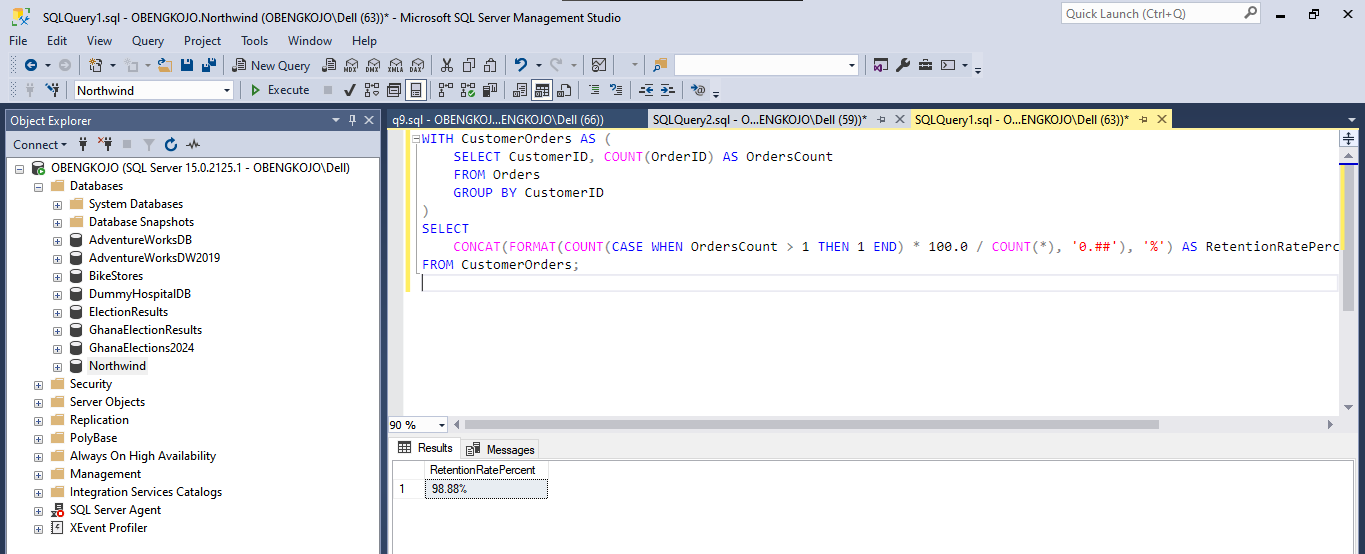 SQLQuery1.sql - OBENGKOJO.Northwind (OBENGKOJO\Dell (63))* - Microsoft SQL Server Management Studio
Quick Launch (Ctrl+Q)
File Edit View Query Project Tools Window Help
New Query MDX DMX XMLA DAX
Northwind Execute
Object Explorer
Connect
OBENGKOJO (SQL Server 15.0.2125.1 - OBENGKOJO\Dell)
Databases
System Databases
Database Snapshots
AdventureWorksDB
AdventureWorksDW2019
BikeStores
DummyHospitalDB
ElectionResults
GhanaElectionResults
GhanaElections2024
Northwind
Security
Server Objects
Replication
PolyBase
Always On High Availability
Management
Integration Services Catalogs
SQL Server Agent
XEvent Profiler
q9.sql - OBENGKOJ...ENGKOJO\Dell (66)) SQLQuery2.sql - O...ENGKOJO\Dell (59))* SQLQuery1.sql - O...ENGKOJO\Dell (63))*
WITH CustomerOrders AS (
SELECT CustomerID, COUNT(OrderID) AS OrdersCount
FROM Orders
GROUP BY CustomerID
)
SELECT
CONCAT(FORMAT(COUNT(CASE WHEN OrdersCount > 1 THEN 1 END) * 100.0 / COUNT(*), '0.##'), '%') AS RetentionRatePerc
FROM CustomerOrders;
90 %
Results Messages
RetentionRatePercent
1 98.88%